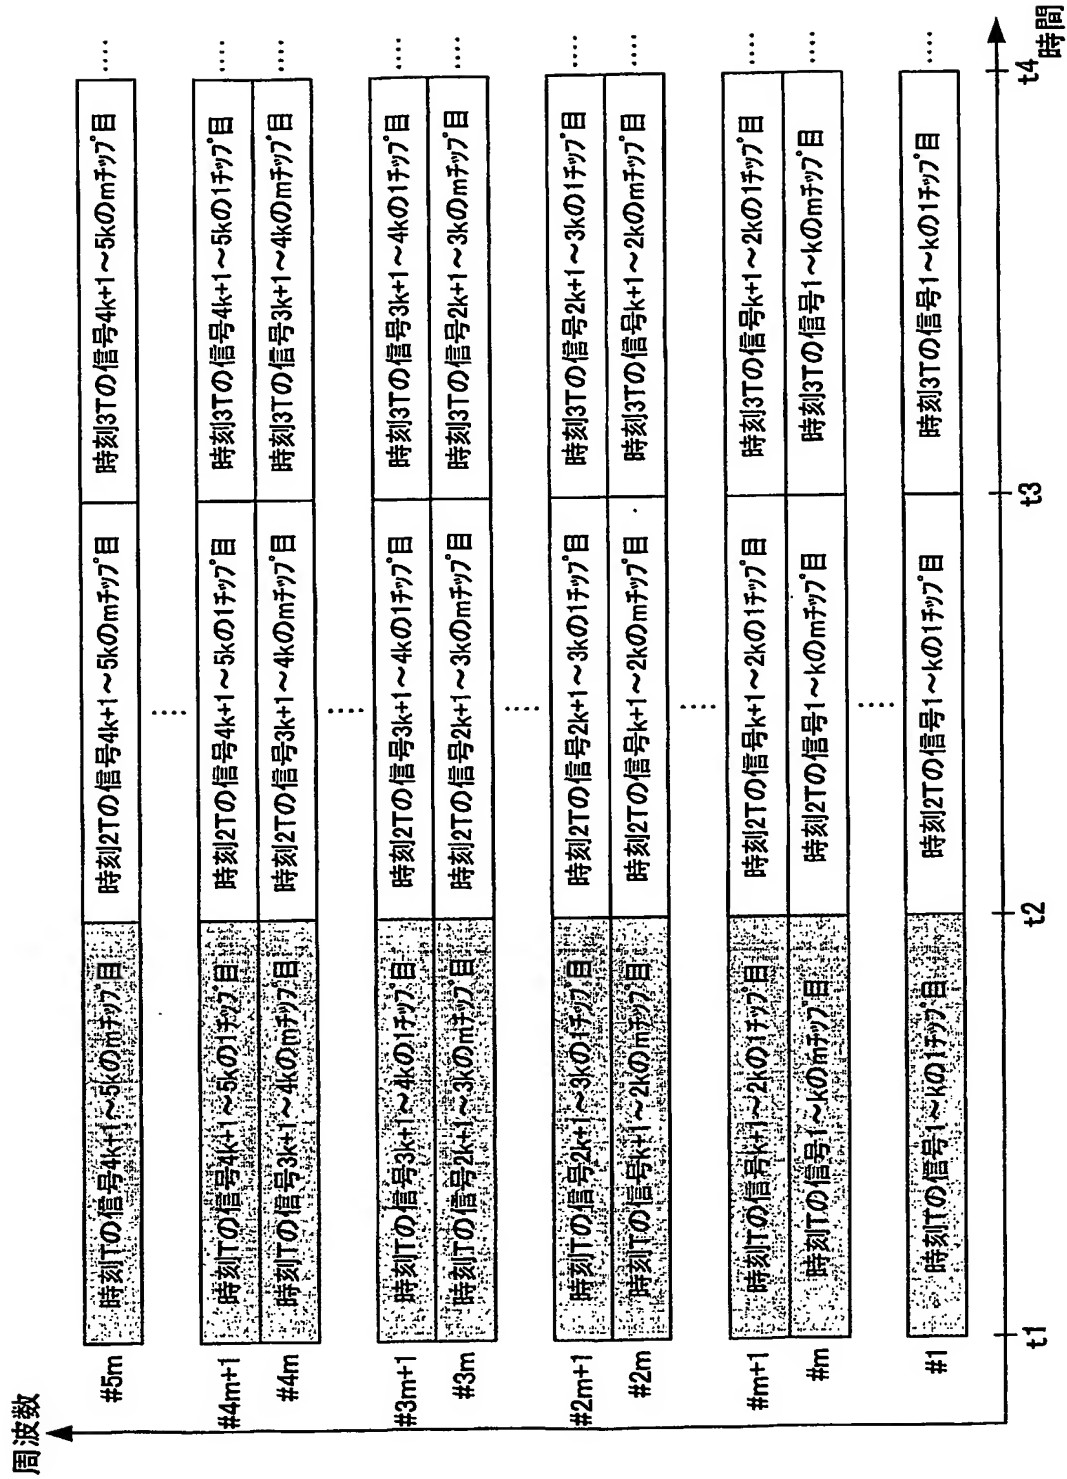 周波数
#5m
時刻Tの信号4k+1～5kのmチップ目
時刻2Tの信号4k+1～5kのmチップ目
時刻3Tの信号4k+1～5kのmチップ目
‥‥
‥‥
#4m+1
時刻Tの信号4k+1～5kの1チップ目
時刻2Tの信号4k+1～5kの1チップ目
時刻3Tの信号4k+1～5kの1チップ目
‥‥
#4m
時刻Tの信号3k+1～4kのmチップ目
時刻2Tの信号3k+1～4kのmチップ目
時刻3Tの信号3k+1～4kのmチップ目
‥‥
‥‥
#3m+1
時刻Tの信号3k+1～4kの1チップ目
時刻2Tの信号3k+1～4kの1チップ目
時刻3Tの信号3k+1～4kの1チップ目
‥‥
#3m
時刻Tの信号2k+1～3kのmチップ目
時刻2Tの信号2k+1～3kのmチップ目
時刻3Tの信号2k+1～3kのmチップ目
‥‥
‥‥
#2m+1
時刻Tの信号2k+1～3kの1チップ目
時刻2Tの信号2k+1～3kの1チップ目
時刻3Tの信号2k+1～3kの1チップ目
‥‥
#2m
時刻Tの信号k+1～2kのmチップ目
時刻2Tの信号k+1～2kのmチップ目
時刻3Tの信号k+1～2kのmチップ目
‥‥
‥‥
#m+1
時刻Tの信号k+1～2kの1チップ目
時刻2Tの信号k+1～2kの1チップ目
時刻3Tの信号k+1～2kの1チップ目
‥‥
#m
時刻Tの信号1～kのmチップ目
時刻2Tの信号1～kのmチップ目
時刻3Tの信号1～kのmチップ目
‥‥
‥‥
#1
時刻Tの信号1～kの1チップ目
時刻2Tの信号1～kの1チップ目
時刻3Tの信号1～kの1チップ目
‥‥
t1
t2
t3
t4
時間